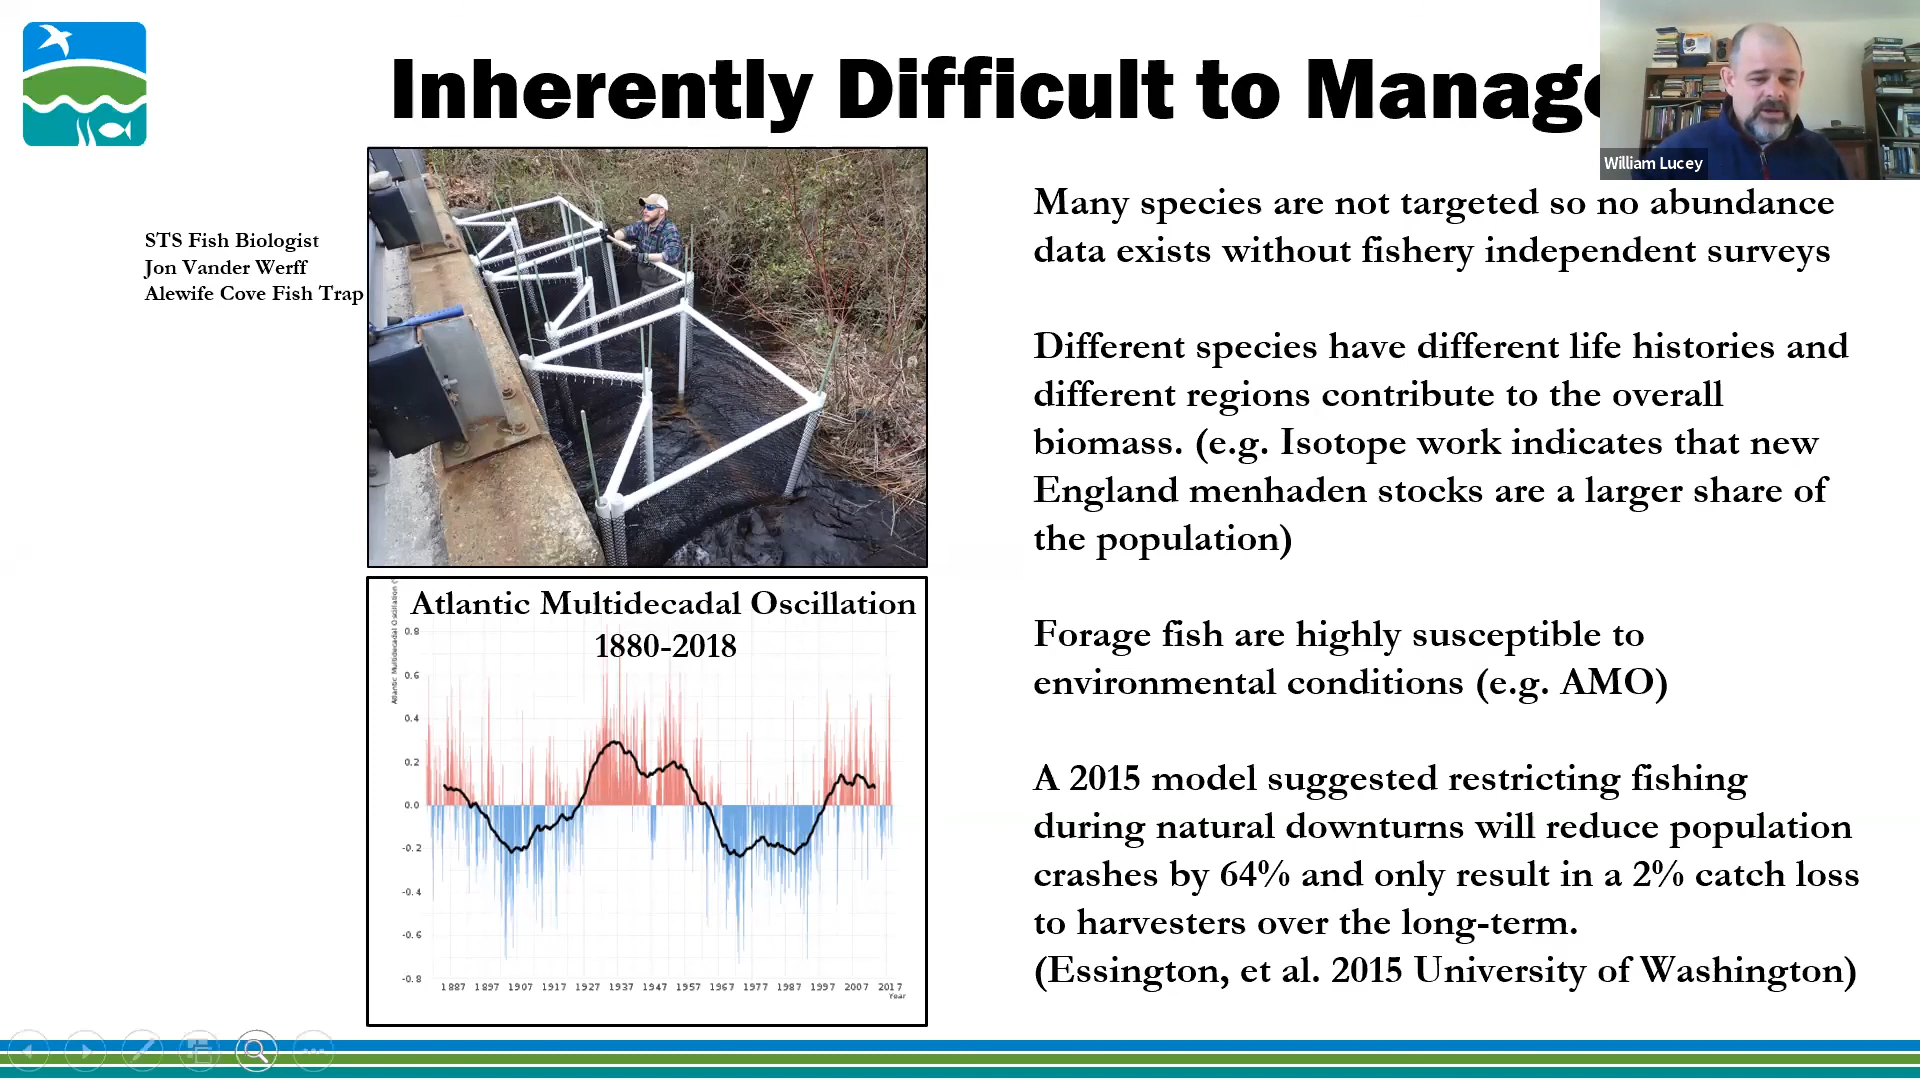 Inherently Difficult to Manage
William Lucey
STS Fish Biologist
Jon Vander Werff
Alewife Cove Fish Trap
Many species are not targeted so no abundance
data exists without fishery independent surveys
Different species have different life histories and
different regions contribute to the overall
biomass. (e.g. Isotope work indicates that new
England menhaden stocks are a larger share of
the population)
Forage fish are highly susceptible to
environmental conditions (e.g. AMO)
A 2015 model suggested restricting fishing
during natural downturns will reduce population
crashes by 64% and only result in a 2% catch loss
to harvesters over the long-term.
(Essington, et al. 2015 University of Washington)
Atlantic Multidecadal Oscillation
1880-2018
Atlantic Multidecadal Oscillation
0.8
0.6
0.4
0.2
0.0
-0.2
-0.4
-0.6
-0.8
1887 1897 1907 1917 1927 1937 1947 1957 1967 1977 1987 1997 2007 2017
Year